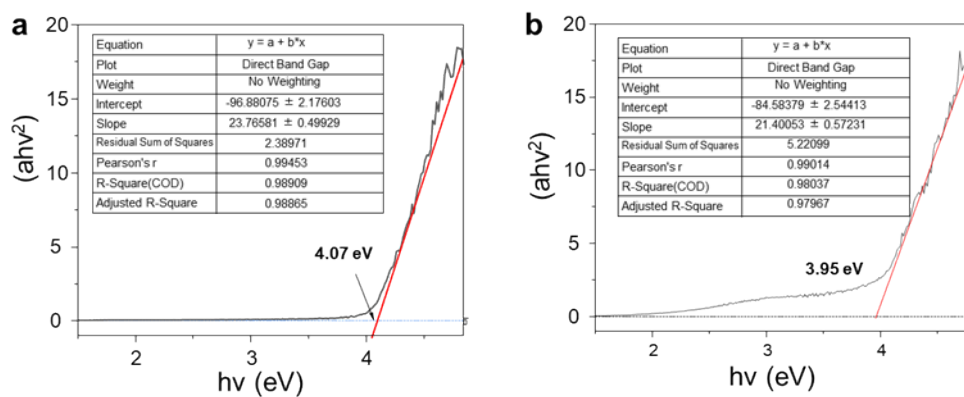 a
20
15
10
5
0
(ahv²)
Equation y = a + b*x
Plot Direct Band Gap
Weight No Weighting
Intercept -96.88075 ± 2.17603
Slope 23.76581 ± 0.49929
Residual Sum of Squares 2.38971
Pearson's r 0.99453
R-Square(COD) 0.98909
Adjusted R-Square 0.98865
4.07 eV
2 3 4
hv (eV)
b
20
15
10
5
0
(ahv²)
Equation y = a + b*x
Plot Direct Band Gap
Weight No Weighting
Intercept -84.58379 ± 2.54413
Slope 21.40053 ± 0.57231
Residual Sum of Squares 5.22099
Pearson's r 0.99014
R-Square(COD) 0.98037
Adjusted R-Square 0.97967
3.95 eV
2 3 4
hv (eV)